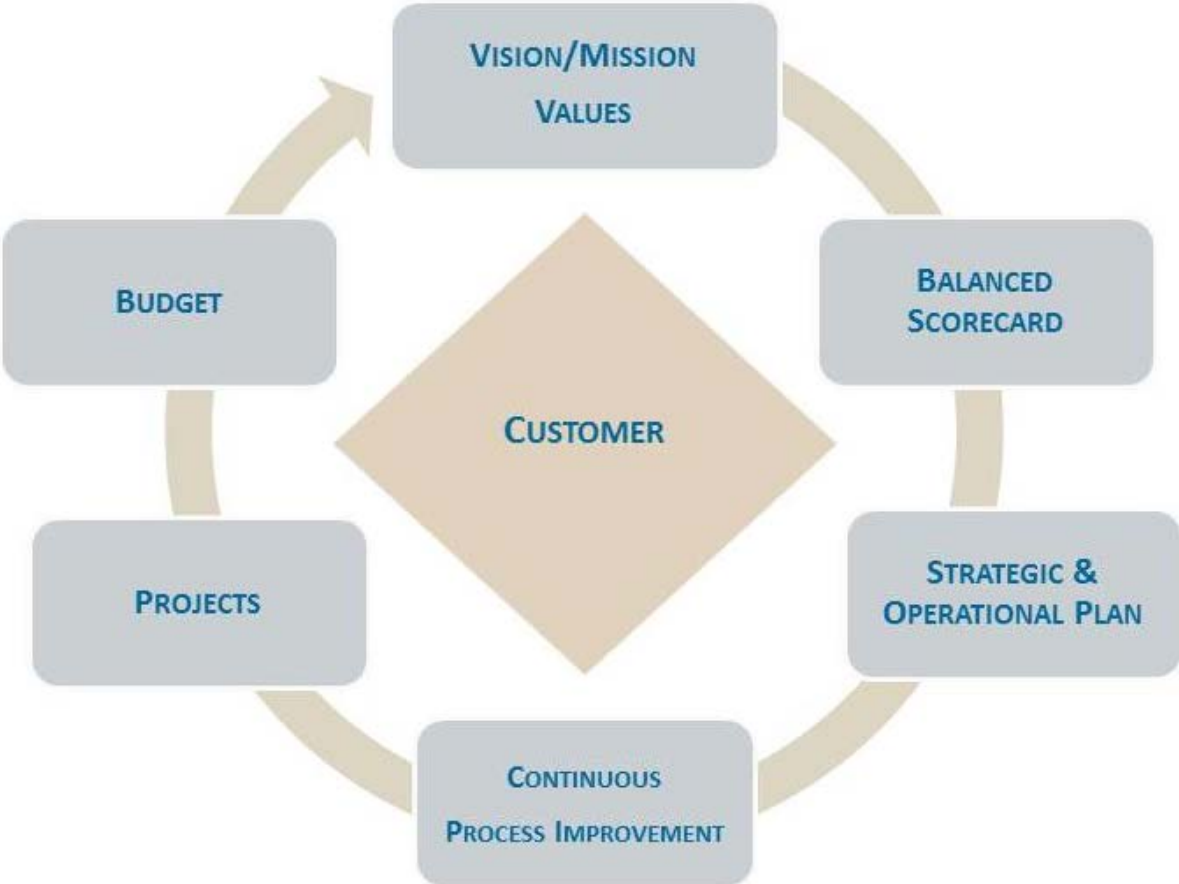 VISION/MISSION
VALUES
BALANCED
SCORECARD
STRATEGIC &
OPERATIONAL PLAN
CONTINUOUS
PROCESS IMPROVEMENT
PROJECTS
BUDGET
CUSTOMER